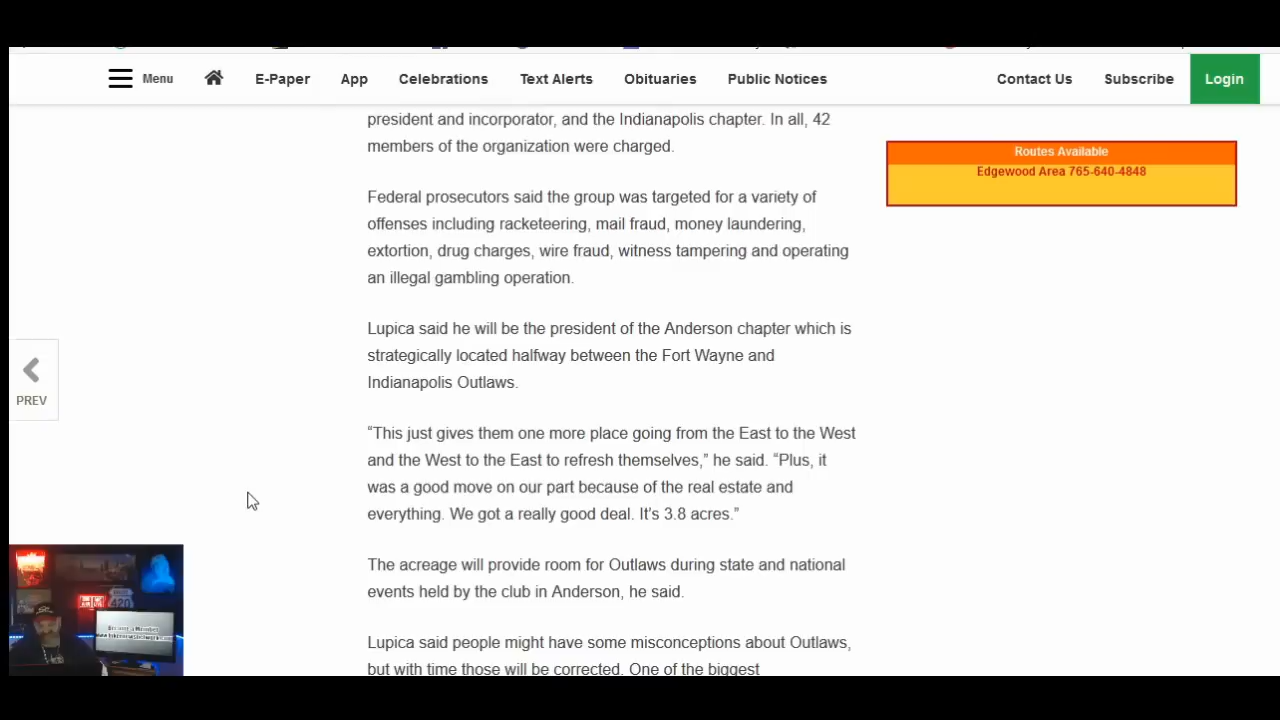 Menu E-Paper App Celebrations Text Alerts Obituaries Public Notices Contact Us Subscribe Login
president and incorporator, and the Indianapolis chapter. In all, 42
members of the organization were charged.
Routes Available
Edgewood Area 765-640-4848
Federal prosecutors said the group was targeted for a variety of
offenses including racketeering, mail fraud, money laundering,
extortion, drug charges, wire fraud, witness tampering and operating
an illegal gambling operation.
Lupica said he will be the president of the Anderson chapter which is
strategically located halfway between the Fort Wayne and
Indianapolis Outlaws.
PREV
“This just gives them one more place going from the East to the West
and the West to the East to refresh themselves,” he said. “Plus, it
was a good move on our part because of the real estate and
everything. We got a really good deal. It’s 3.8 acres.”
The acreage will provide room for Outlaws during state and national
events held by the club in Anderson, he said.
Lupica said people might have some misconceptions about Outlaws,
but with time those will be corrected. One of the biggest
420
Become a Member